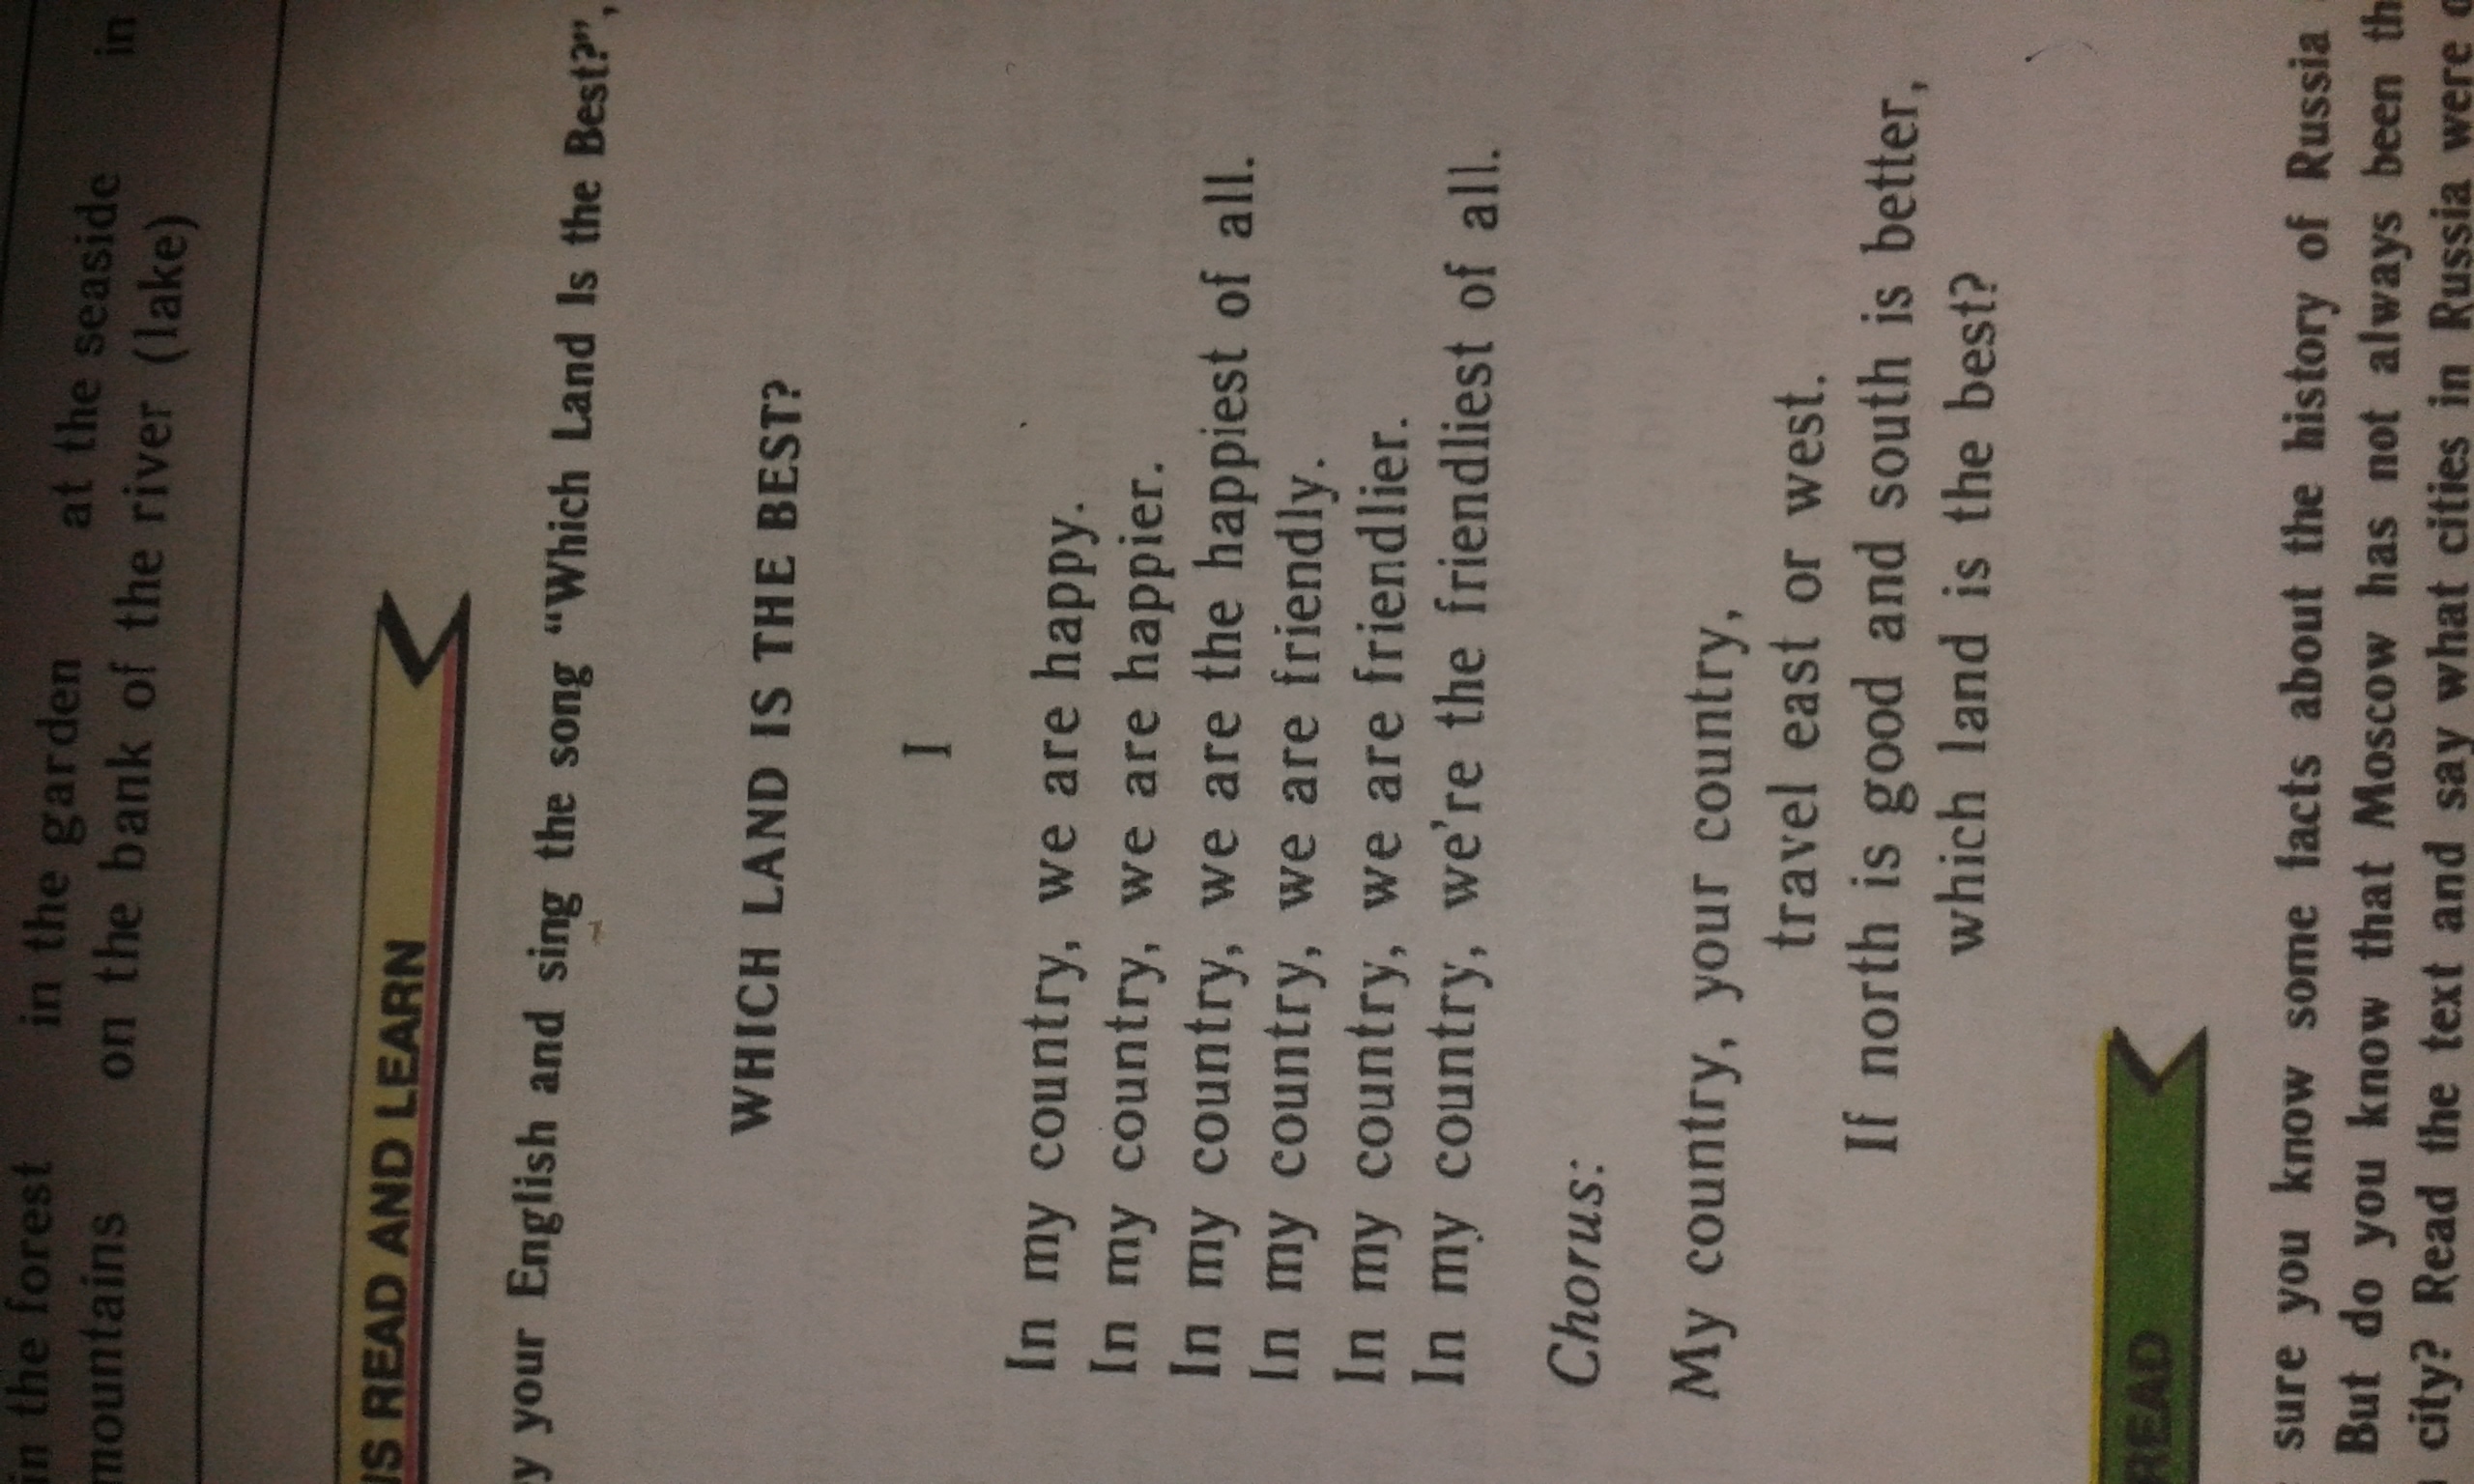 in the forest in the garden at the seaside in
mountains on the bank of the river (lake)
READ AND LEARN
your English and sing the song “Which Land Is the Best?”,
WHICH LAND IS THE BEST?
I
In my country, we are happy.
In my country, we are happier.
In my country, we are the happiest of all.
In my country, we are friendly.
In my country, we are friendlier.
In my country, we're the friendliest of all.
Chorus:
My country, your country,
travel east or west.
If north is good and south is better,
which land is the best?
READ
sure you know some facts about the history of Russia
But do you know that Moscow has not always been
city? Read the text and say what cities in Russia were